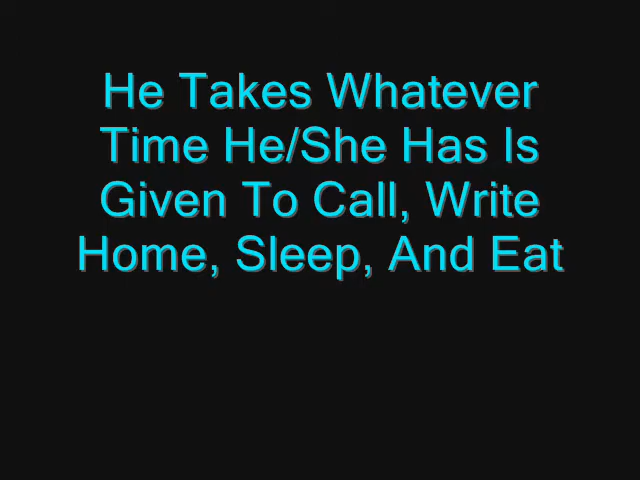 He Takes Whatever
Time He/She Has Is
Given To Call, Write
Home, Sleep, And Eat